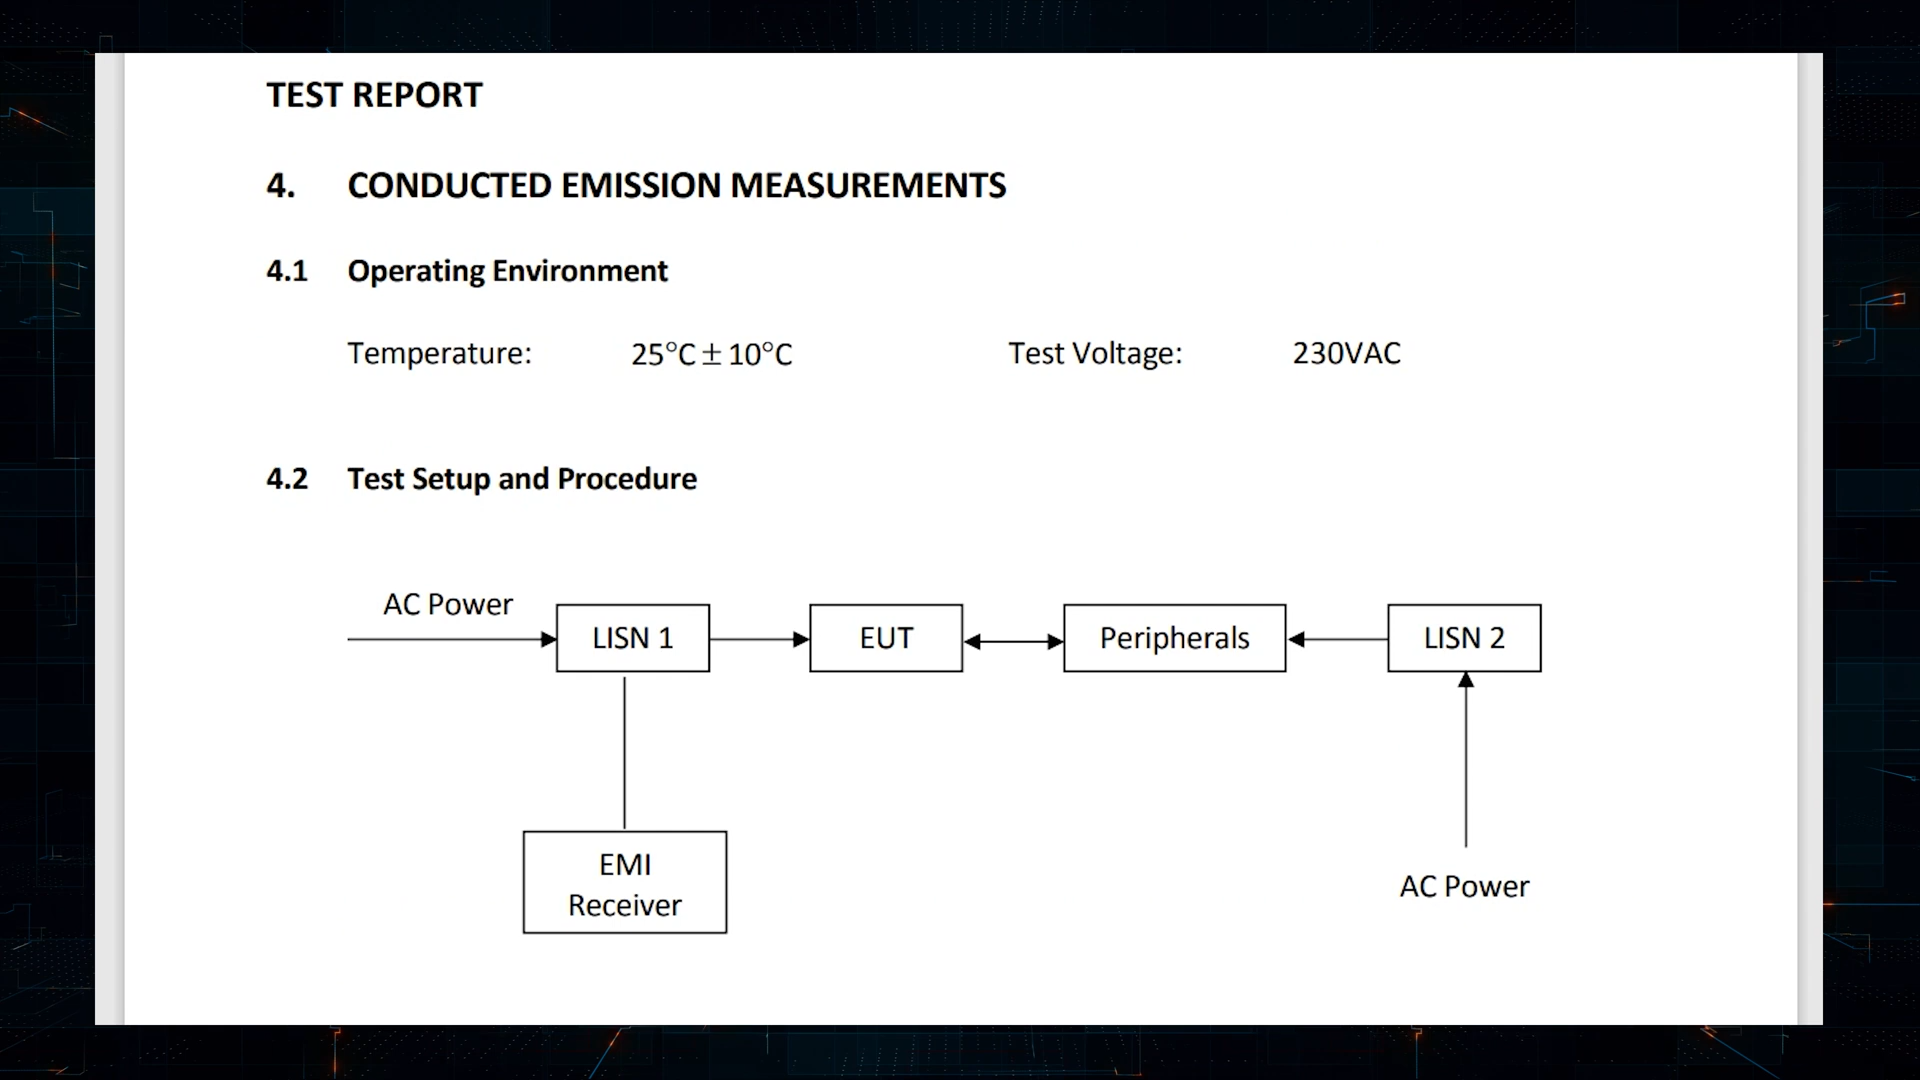 TEST REPORT
4. CONDUCTED EMISSION MEASUREMENTS
4.1 Operating Environment
Temperature: 25°C ± 10°C Test Voltage: 230VAC
4.2 Test Setup and Procedure
AC Power
LISN 1
EUT
Peripherals
LISN 2
EMI
Receiver
AC Power